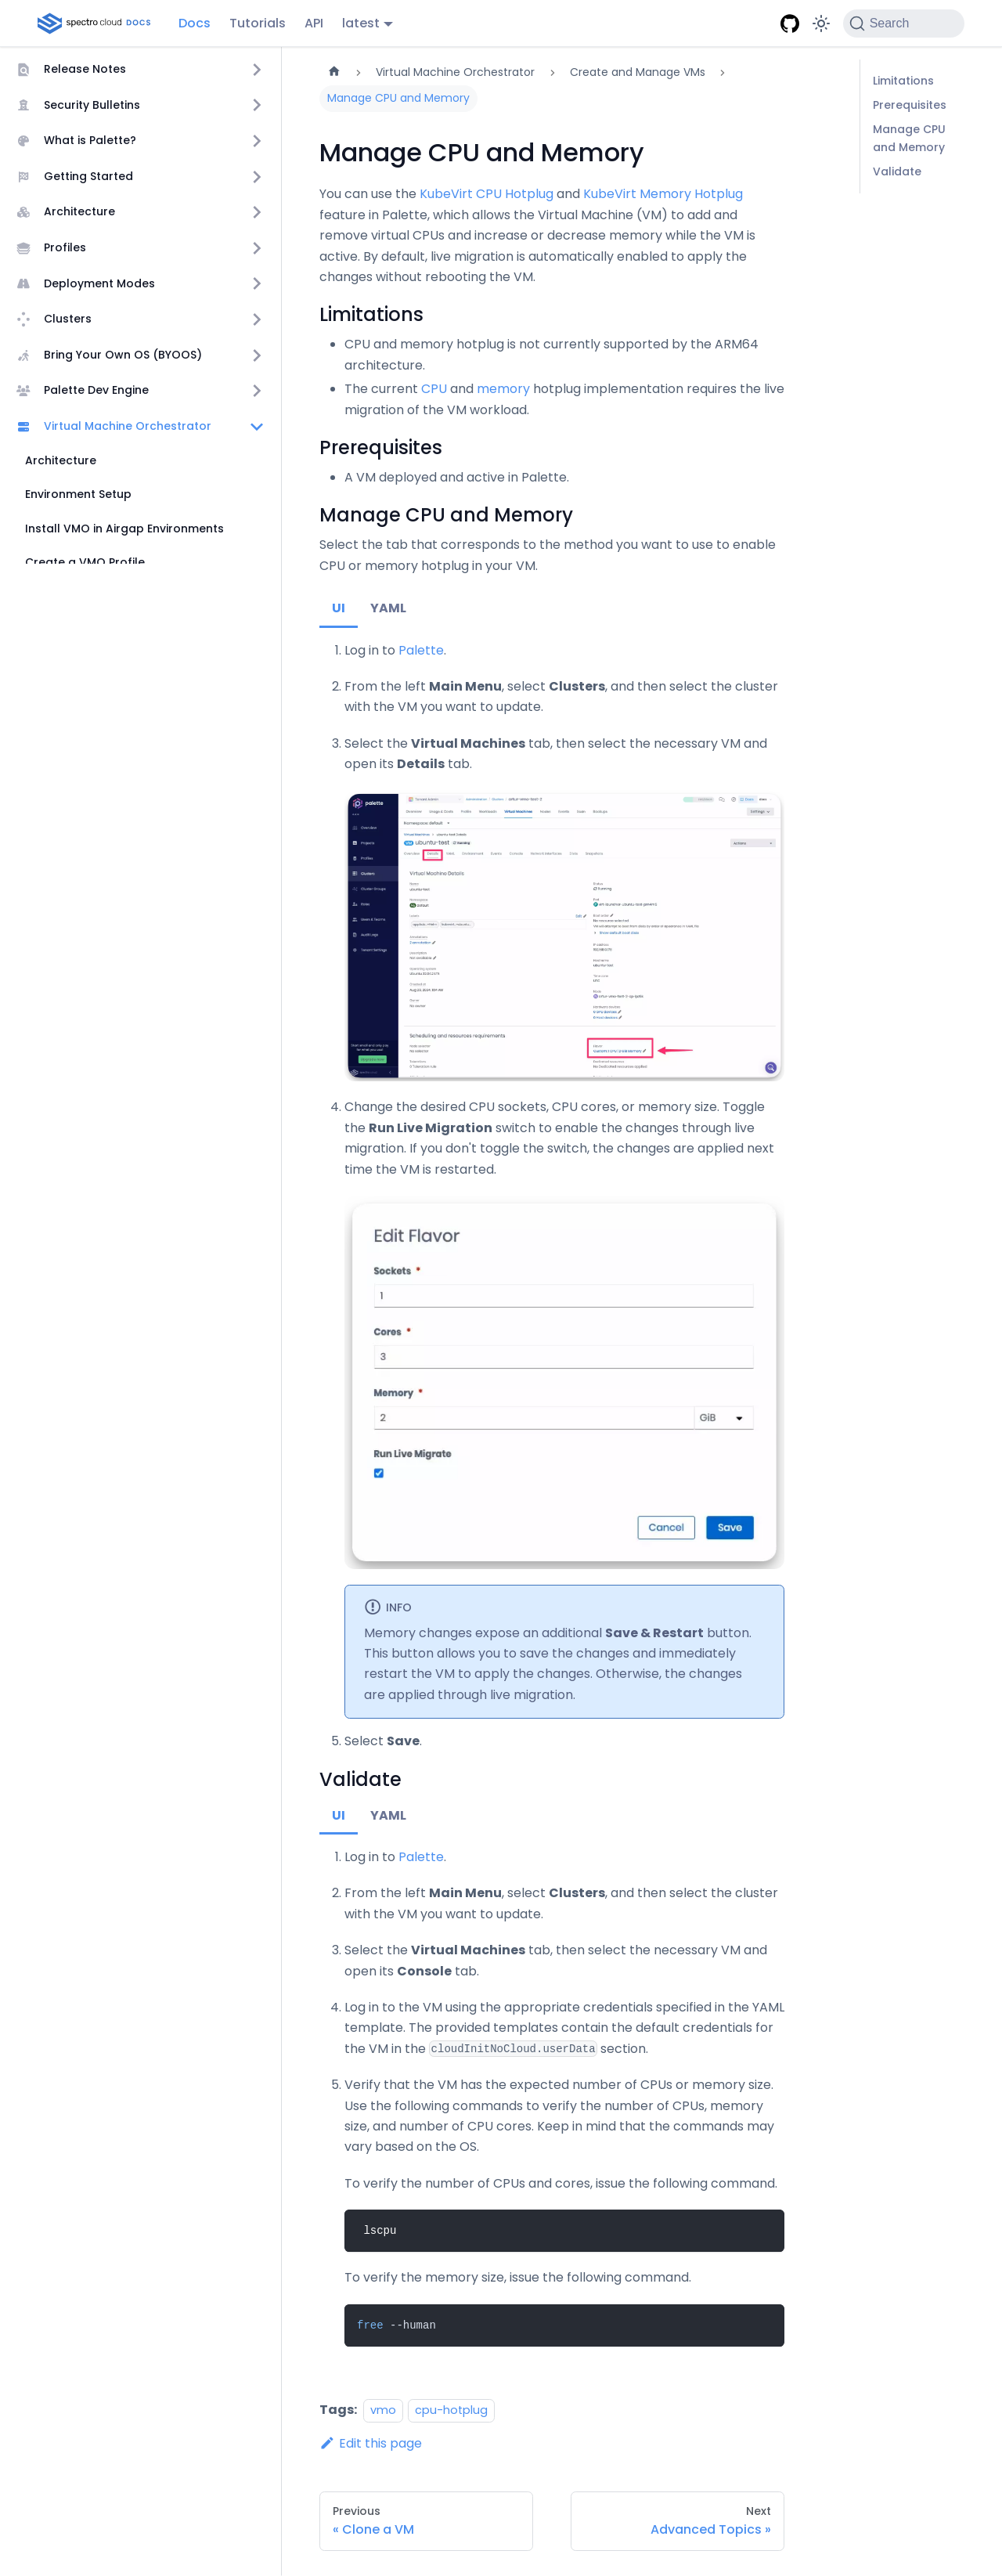 spectro cloud DOCS
Docs
Tutorials
API
latest
Search
Release Notes
Security Bulletins
What is Palette?
Getting Started
Architecture
Profiles
Deployment Modes
Clusters
Bring Your Own OS (BYOOS)
Palette Dev Engine
Virtual Machine Orchestrator
Architecture
Environment Setup
Install VMO in Airgap Environments
Create a VMO Profile
Virtual Machine Orchestrator
Create and Manage VMs
Manage CPU and Memory
Manage CPU and Memory
You can use the KubeVirt CPU Hotplug and KubeVirt Memory Hotplug
feature in Palette, which allows the Virtual Machine (VM) to add and
remove virtual CPUs and increase or decrease memory while the VM is
active. By default, live migration is automatically enabled to apply the
changes without rebooting the VM.
Limitations
• CPU and memory hotplug is not currently supported by the ARM64
architecture.
• The current CPU and memory hotplug implementation requires the live
migration of the VM workload.
Prerequisites
• A VM deployed and active in Palette.
Manage CPU and Memory
Select the tab that corresponds to the method you want to use to enable
CPU or memory hotplug in your VM.
UI YAML
1. Log in to Palette.
2. From the left Main Menu, select Clusters, and then select the cluster
with the VM you want to update.
3. Select the Virtual Machines tab, then select the necessary VM and
open its Details tab.
palette
Overview
Projects
Profiles
Clusters
Cluster Groups
Roles
Users & Teams
Audit Logs
Tenant Settings
ubuntu-test
Virtual Machine Details
Scheduling and resources requirements
4. Change the desired CPU sockets, CPU cores, or memory size. Toggle
the Run Live Migration switch to enable the changes through live
migration. If you don't toggle the switch, the changes are applied next
time the VM is restarted.
Edit Flavor
Sockets *
1
Cores *
3
Memory *
2 GiB
Run Live Migrate
Cancel Save
INFO
Memory changes expose an additional Save & Restart button.
This button allows you to save the changes and immediately
restart the VM to apply the changes. Otherwise, the changes
are applied through live migration.
5. Select Save.
Validate
UI YAML
1. Log in to Palette.
2. From the left Main Menu, select Clusters, and then select the cluster
with the VM you want to update.
3. Select the Virtual Machines tab, then select the necessary VM and
open its Console tab.
4. Log in to the VM using the appropriate credentials specified in the YAML
template. The provided templates contain the default credentials for
the VM in the cloudInitNoCloud.userData section.
5. Verify that the VM has the expected number of CPUs or memory size.
Use the following commands to verify the number of CPUs, memory
size, and number of CPU cores. Keep in mind that the commands may
vary based on the OS.
To verify the number of CPUs and cores, issue the following command.
lscpu
To verify the memory size, issue the following command.
free --human
Tags: vmo cpu-hotplug
Edit this page
Previous
« Clone a VM
Next
Advanced Topics »
Limitations
Prerequisites
Manage CPU
and Memory
Validate